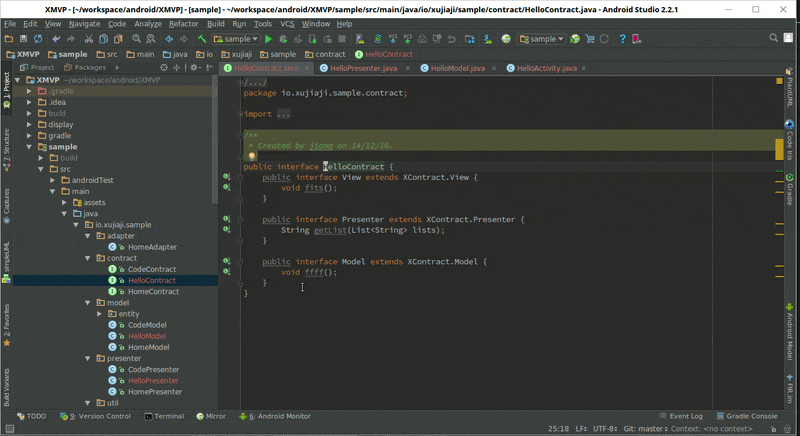 XMVP - [~/workspace/android/XMVP] - [sample] - ~/workspace/android/XMVP/sample/src/main/java/io/xujiaji/sample/contract/HelloContract.java - Android Studio 2.2.1
File Edit View Navigate Code Analyze Refactor Build Run Tools VCS Window Help
sample
sample
XMVP sample src main java io xujiaji sample contract HelloContract
Project Packages
HelloContract.java HelloPresenter.java HelloModel.java HelloActivity.java
XMVP ~/workspace/android/XMVP
.gradle
.idea
build
display
gradle
sample
build
src
androidTest
main
assets
java
io.xujiaji.sample
adapter
HomeAdapter
contract
CodeContract
HelloContract
HomeContract
model
entity
CodeModel
HelloModel
HomeModel
presenter
CodePresenter
HelloPresenter
HomePresenter
util
/.../
package io.xujiaji.sample.contract;
import ...
/**
* Created by jiang on 14/12/16.
public interface HelloContract {
public interface View extends XContract.View {
void fits();
}
public interface Presenter extends XContract.Presenter {
String getList(List<String> lists);
}
public interface Model extends XContract.Model {
void ffff();
}
}
1: Project
7: Structure
Captures
simpleUML
2: Favorites
Build Variants
PlantUML
Code Iris
Gradle
Android Model
FIR.im
TODO 9: Version Control Terminal Mirror 6: Android Monitor Event Log Gradle Console
25:18 LF÷ UTF-8÷ Git: master÷ Context: <no context>